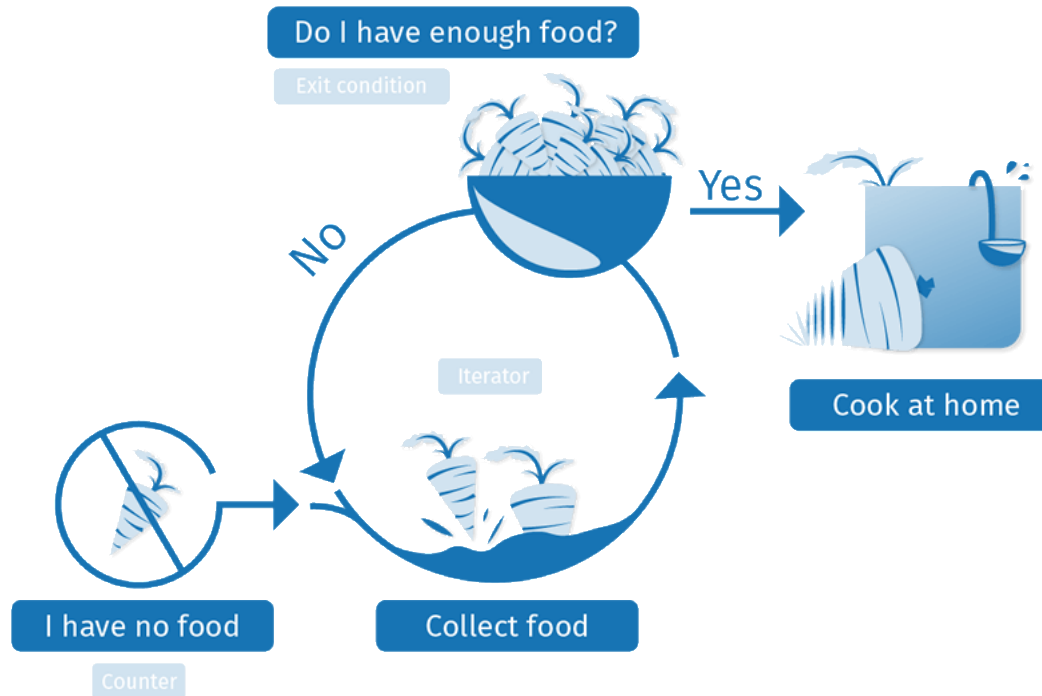 Do I have enough food?
Exit condition
Yes
No
Iterator
Cook at home
I have no food
Collect food
Counter